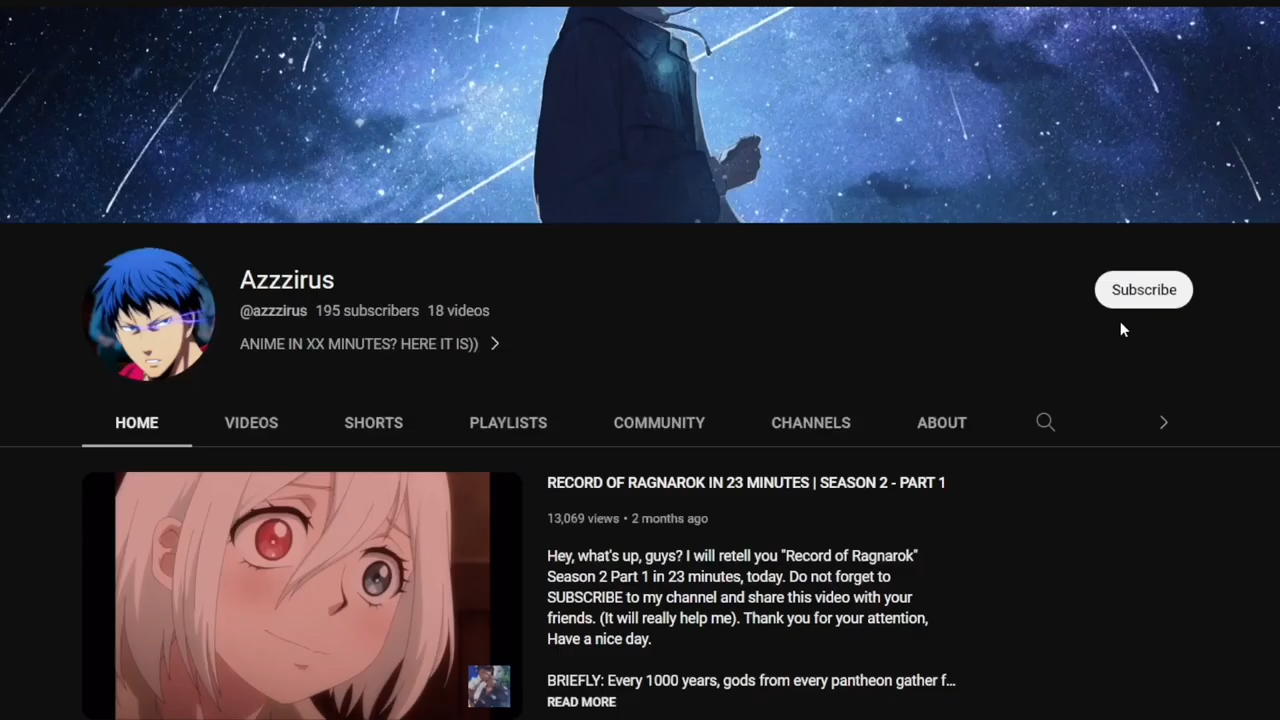 Azzzirus
Subscribe
@azzzirus 195 subscribers 18 videos
ANIME IN XX MINUTES? HERE IT IS))
HOME VIDEOS SHORTS PLAYLISTS COMMUNITY CHANNELS ABOUT
RECORD OF RAGNAROK IN 23 MINUTES | SEASON 2 - PART 1
13,069 views • 2 months ago
Hey, what's up, guys? I will retell you "Record of Ragnarok"
Season 2 Part 1 in 23 minutes, today. Do not forget to
SUBSCRIBE to my channel and share this video with your
friends. (It will really help me). Thank you for your attention,
Have a nice day.
BRIEFLY: Every 1000 years, gods from every pantheon gather f...
READ MORE